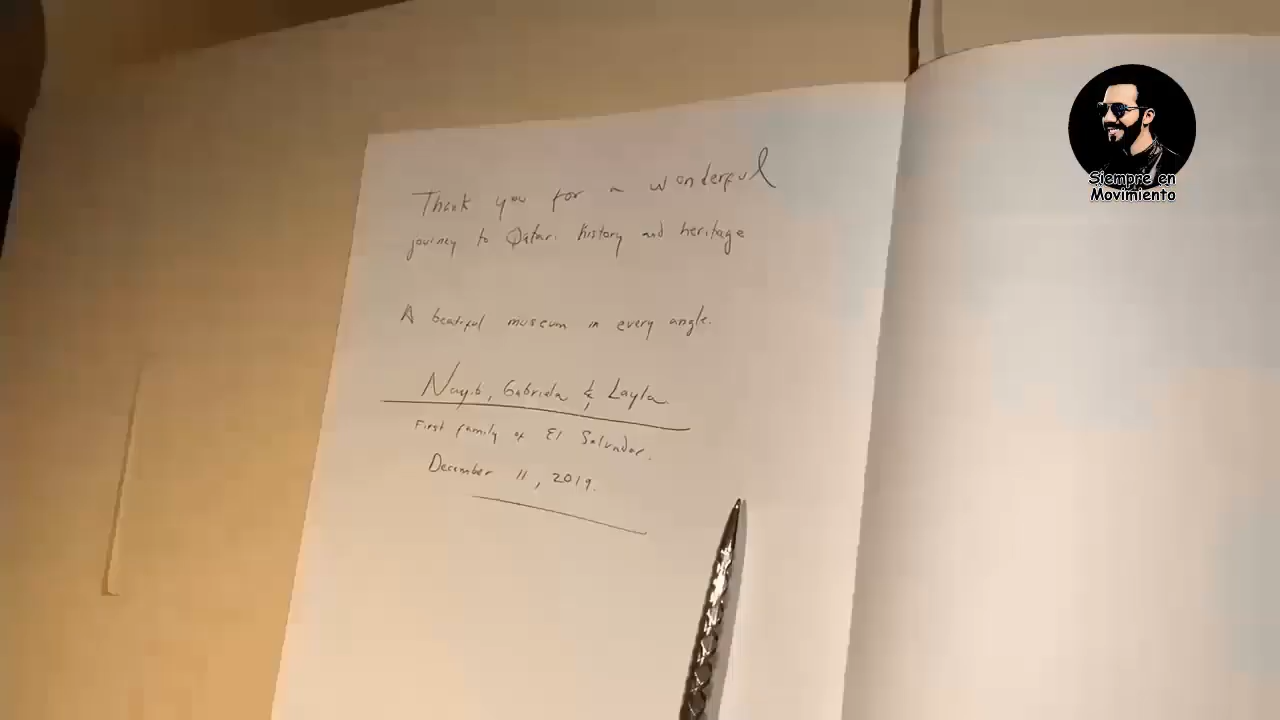 Thank you for a wonderful
journey to Qatari history and heritage
A beatiful museum in every angle.
Nayib, Gabriela & Layla.
First family of El Salvador.
December 11, 2019.
Siempre en
Movimiento